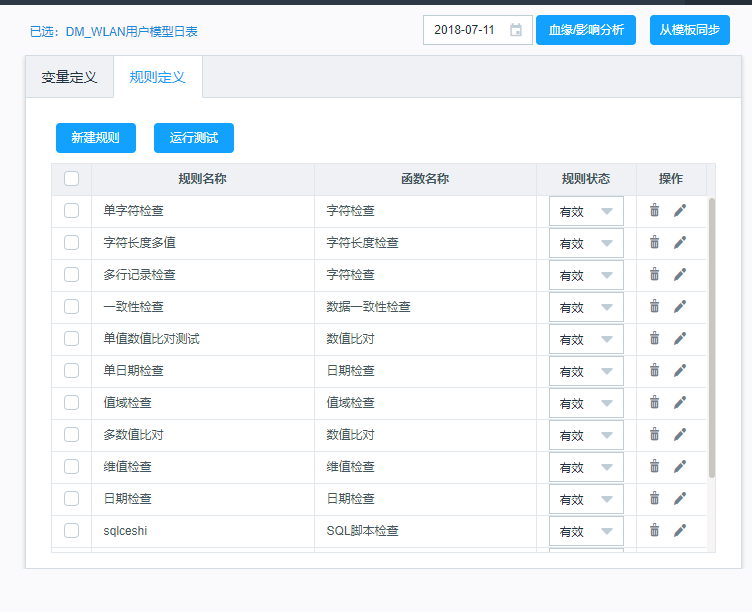 已选：DM_WLAN用户模型日表 2018-07-11 血缘/影响分析 从模板同步
变量定义 规则定义
新建规则 运行测试
规则名称 函数名称 规则状态 操作
单字符检查 字符检查 有效
字符长度多值 字符长度检查 有效
多行记录检查 字符检查 有效
一致性检查 数据一致性检查 有效
单值数值比对测试 数值比对 有效
单日期检查 日期检查 有效
值域检查 值域检查 有效
多数值比对 数值比对 有效
维值检查 维值检查 有效
日期检查 日期检查 有效
sqlceshi SQL脚本检查 有效